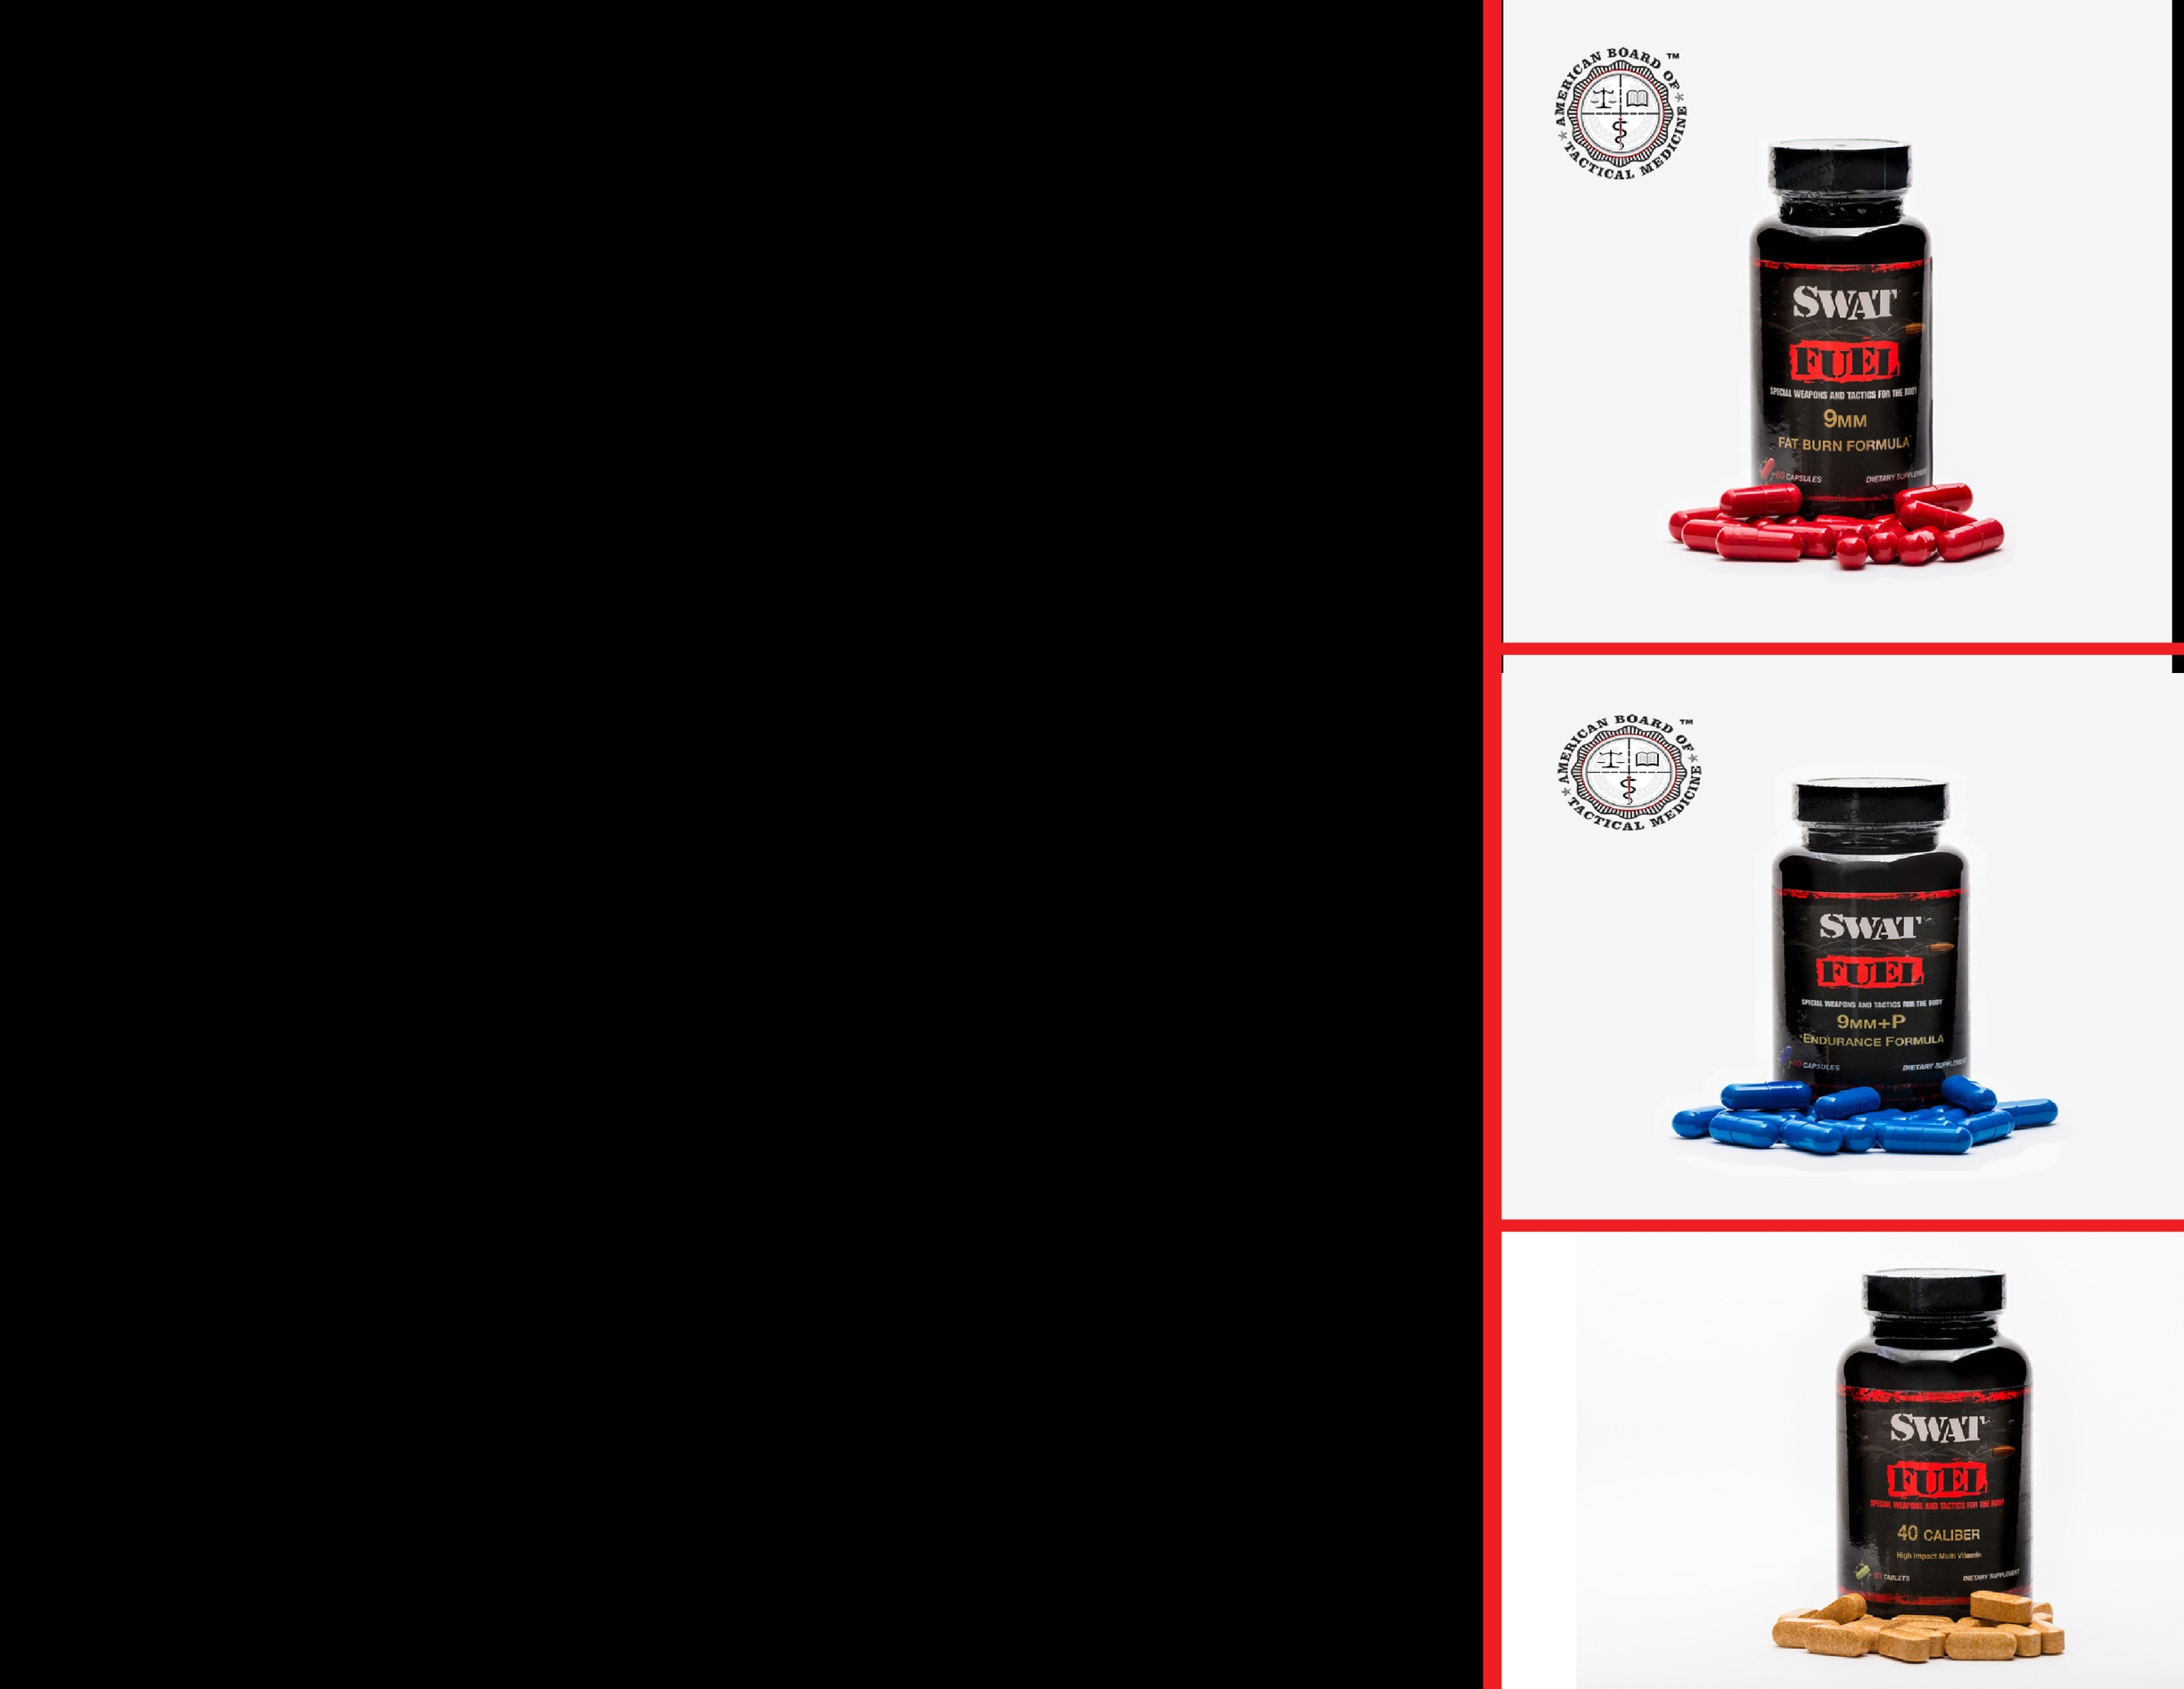 AMERICAN BOARD OF
TACTICAL MEDICINE
TM
SWAT
FUEL
SPECIAL WEAPONS AND TACTICS FOR THE BODY
9MM
FAT BURN FORMULA
60 CAPSULES
DIETARY SUPPLEMENT
AMERICAN BOARD OF
TACTICAL MEDICINE
TM
SWAT
FUEL
SPECIAL WEAPONS AND TACTICS FOR THE BODY
9MM+P
ENDURANCE FORMULA
60 CAPSULES
DIETARY SUPPLEMENT
SWAT
FUEL
SPECIAL WEAPONS AND TACTICS FOR THE BODY
40 CALIBER
High Impact Multi Vitamin
TABLETS
DIETARY SUPPLEMENT